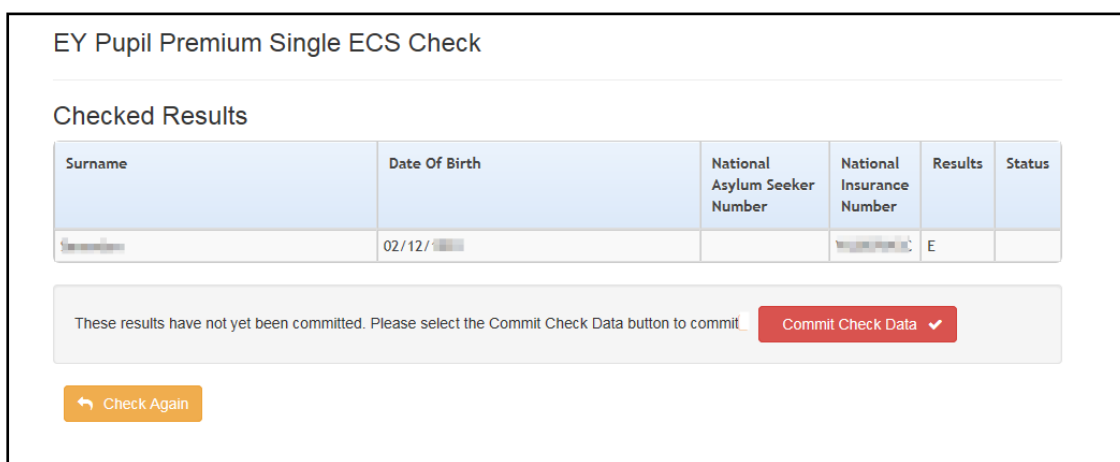 EY Pupil Premium Single ECS Check
Checked Results
Surname Date Of Birth National Asylum Seeker Number National Insurance Number Results Status
02/12/ C E
These results have not yet been committed. Please select the Commit Check Data button to commit
Commit Check Data
Check Again